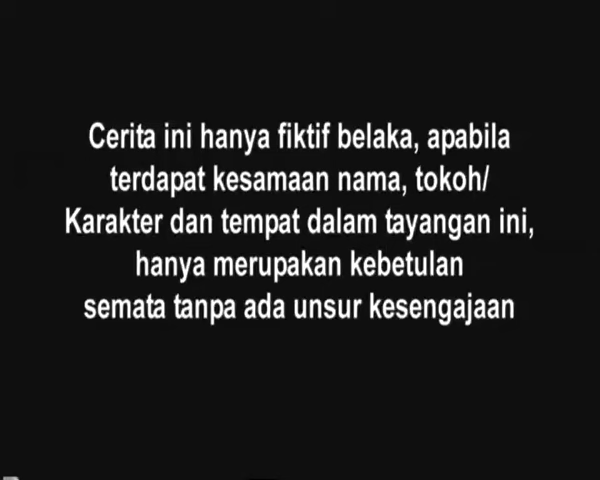 Cerita ini hanya fiktif belaka, apabila
terdapat kesamaan nama, tokoh/
Karakter dan tempat dalam tayangan ini,
hanya merupakan kebetulan
semata tanpa ada unsur kesengajaan